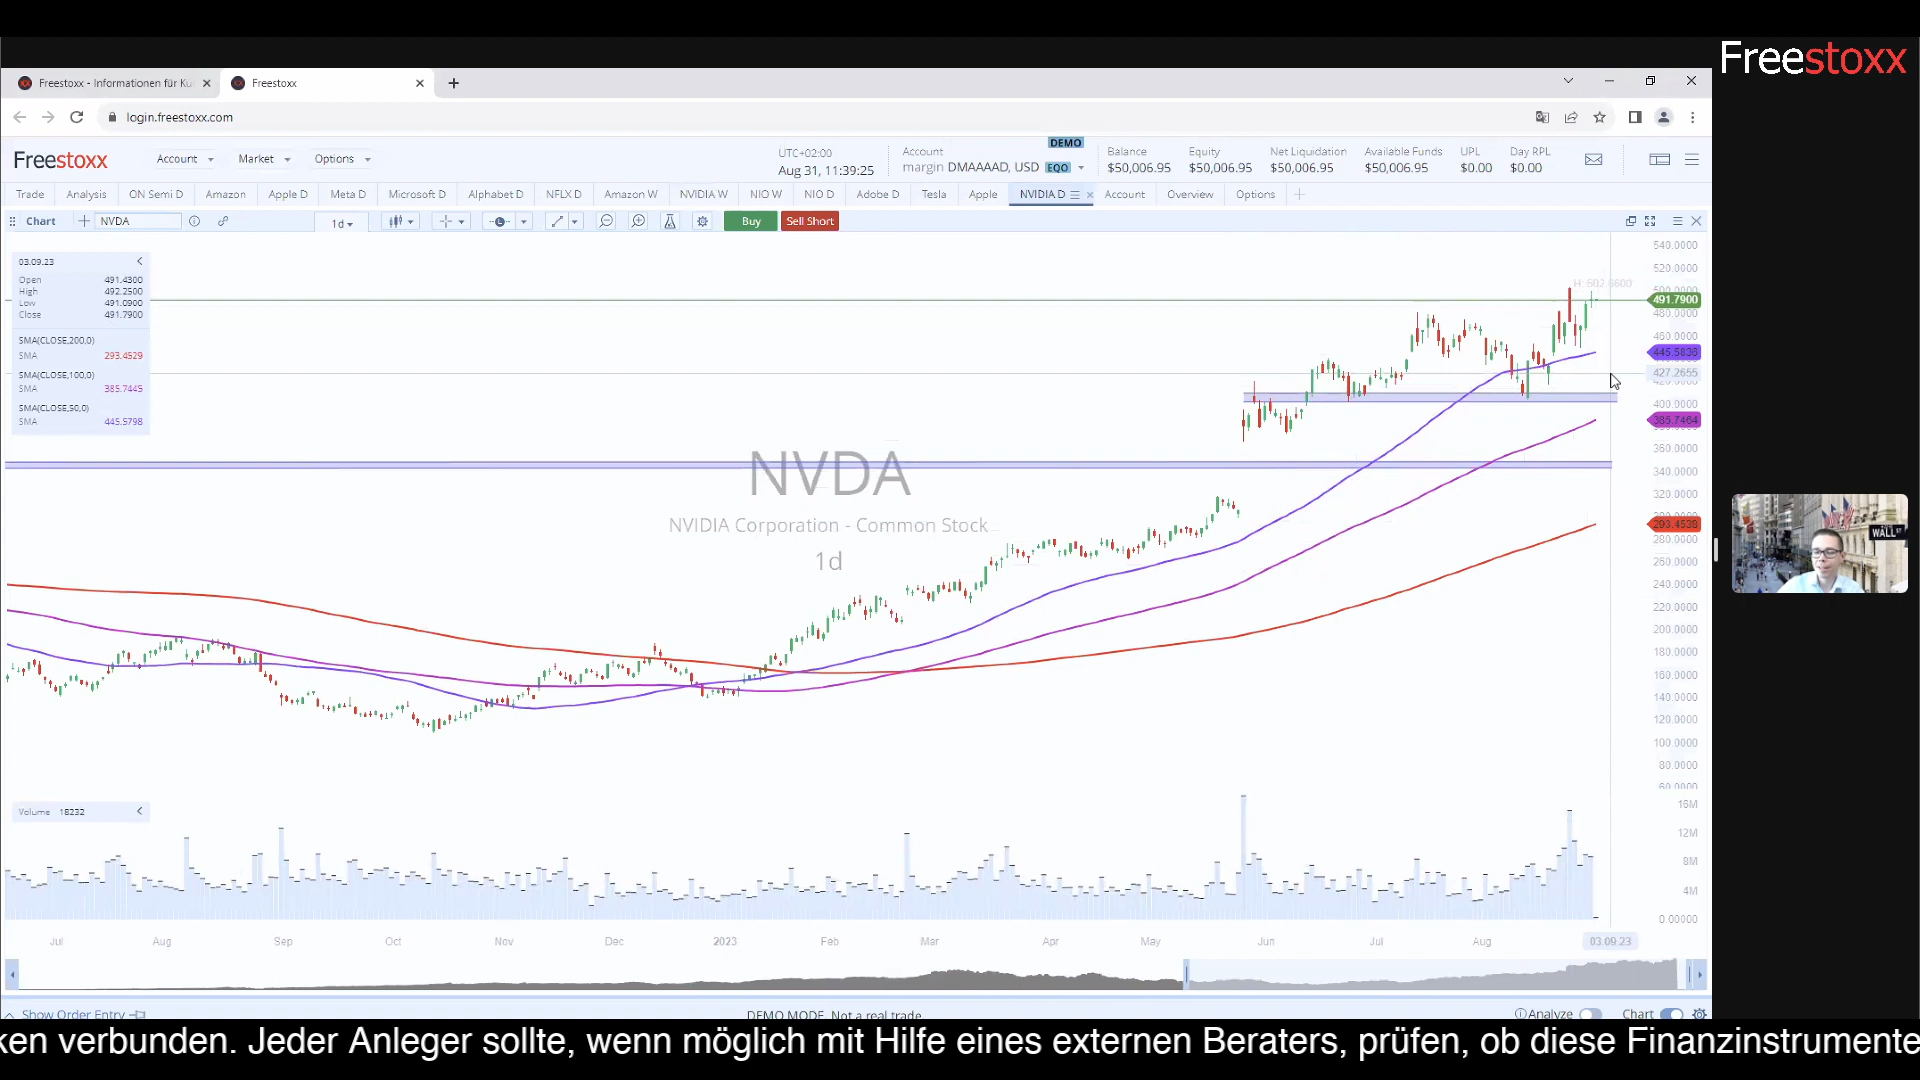 Freestoxx
Freestoxx - Informationen für Ku
Freestoxx
login.freestoxx.com
Freestoxx
Account
Market
Options
UTC+02:00
Aug 31, 11:39:25
DEMO
Account
margin DMAAAAD, USD EQO
Balance
$50,006.95
Equity
$50,006.95
Net Liquidation
$50,006.95
Available Funds
$50,006.95
UPL
$0.00
Day RPL
$0.00
Trade
Analysis
ON Semi D
Amazon
Apple D
Meta D
Microsoft D
Alphabet D
NFLX D
Amazon W
NVIDIA W
NIO W
NIO D
Adobe D
Tesla
Apple
NVIDIA D
Account
Overview
Options
Chart
NVDA
1d
Buy
Sell Short
03.09.23
Open 491.4300
High 492.2500
Low 491.0900
Close 491.7900
SMA(CLOSE,200,0)
SMA 293.4529
SMA(CLOSE,100,0)
SMA 385.7445
SMA(CLOSE,50,0)
SMA 445.5798
NVDA
NVIDIA Corporation - Common Stock
1d
540.0000
520.0000
491.7900
480.0000
460.0000
445.5836
427.2655
400.0000
385.7464
360.0000
340.0000
320.0000
293.4538
280.0000
260.0000
240.0000
220.0000
200.0000
180.0000
160.0000
140.0000
120.0000
100.0000
80.0000
60.0000
WALL
Volume 18232
16M
12M
8M
4M
0.00000
Jul
Aug
Sep
Oct
Nov
Dec
2023
Feb
Mar
Apr
May
Jun
Jul
Aug
03.09.23
Show Order Entry
DEMO MODE. Not a real trade
Analyze
Chart
ken verbunden. Jeder Anleger sollte, wenn möglich mit Hilfe eines externen Beraters, prüfen, ob diese Finanzinstrumente